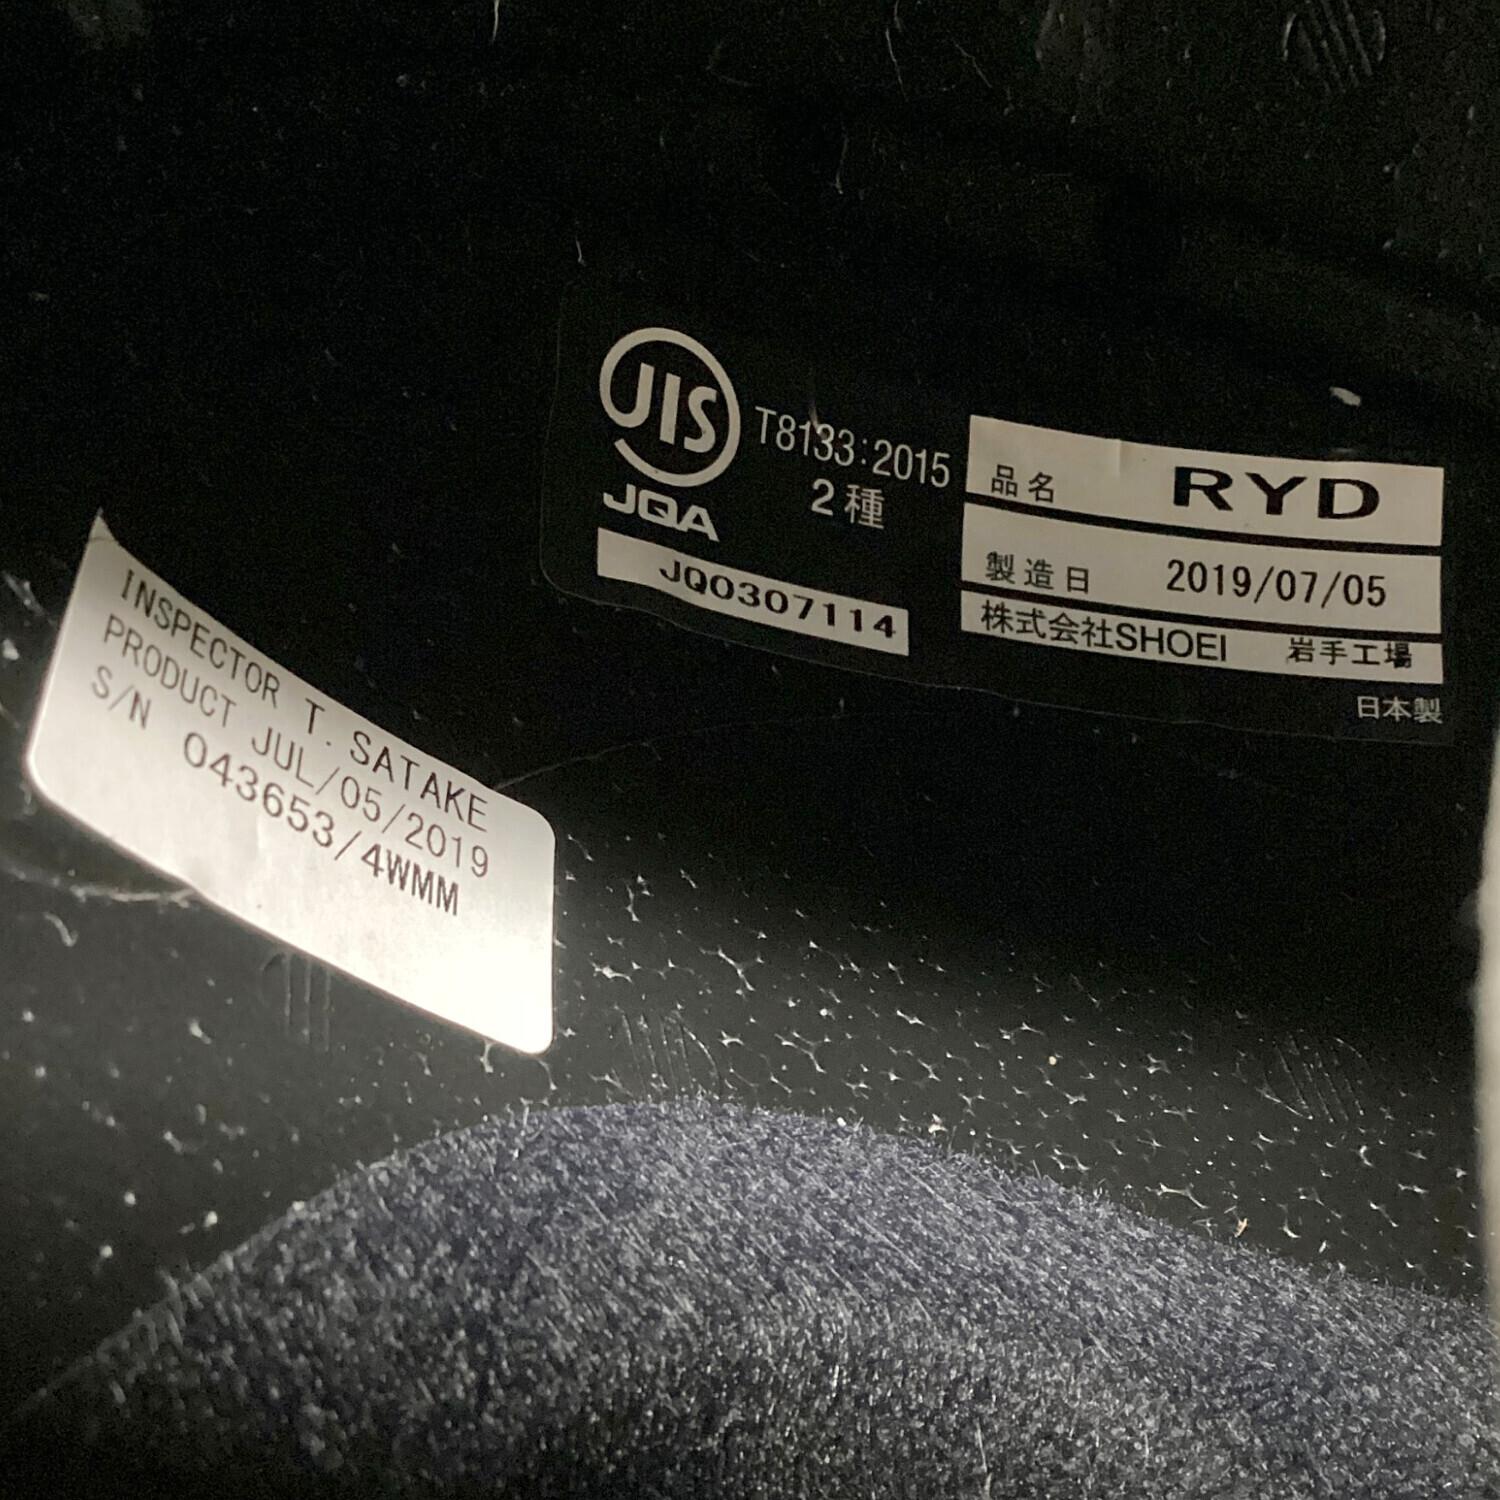 JIS
T8133:2015
2種
JQA
JQ0307114
品名 RYD
製造日 2019/07/05
株式会社SHOEI 岩手工場
日本製
INSPECTOR T. SATAKE
PRODUCT JUL/05/2019
S/N 043653/4WMM